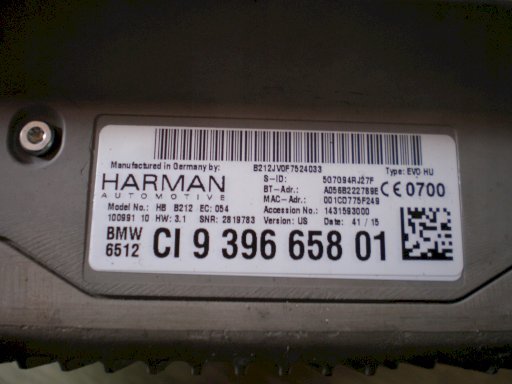 B212JV0F7524033
Manufactured in Germany by:
HARMAN
AUTOMOTIVE
S-ID: 507G94RJ27F Type: EVO HU
BT-Adr.: A056B222789E CE 0700
MAC-Adr: 001CD775F249
Model No.: HB B212 EC: 054 Accession No: 1431593000
100991 10 HW: 3.1 SNR: 2819783 Version: US Date: 41 / 15
BMW
6512
CI 9 396 658 01